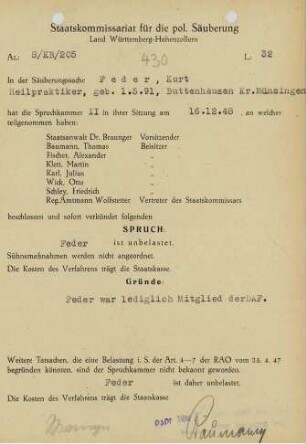 Staatskommissariat für die pol. Säuberung
Land Württemberg-Hohenzollern
Az: S/KB/205
430
L. 32
In der Säuberungssache F e d e r , Kurt
Heilpraktiker, geb. 1.5.91, Buttenhausen Kr.Münsingen
hat die Spruchkammer II in ihrer Sitzung am 16.12.48 , an welcher
teilgenommen haben:
Staatsanwalt Dr. Braunger Vorsitzender
Baumann, Thomas Beisitzer
Fischer, Alexander „
Klett, Martin „
Karl, Julius „
Wick, Otto „
Schley, Friedrich „
Reg.Amtmann Wolfstetter Vertreter des Staatskommissars
beschlossen und sofort verkündet folgenden
SPRUCH:
Feder ist unbelastet.
Sühnemaßnahmen werden nicht angeordnet.
Die Kosten des Verfahrens trägt die Staatskasse.
Gründe:
Feder war lediglich Mitglied derDAF.
Weitere Tatsachen, die eine Belastung i. S. der Art. 4—7 der RAO vom 25. 4. 47
begründen könnten, sind der Spruchkammer nicht bekannt geworden.
Feder ist daher unbelastet.
Die Kosten des Verfahrens trägt die Staatskasse
Baumann